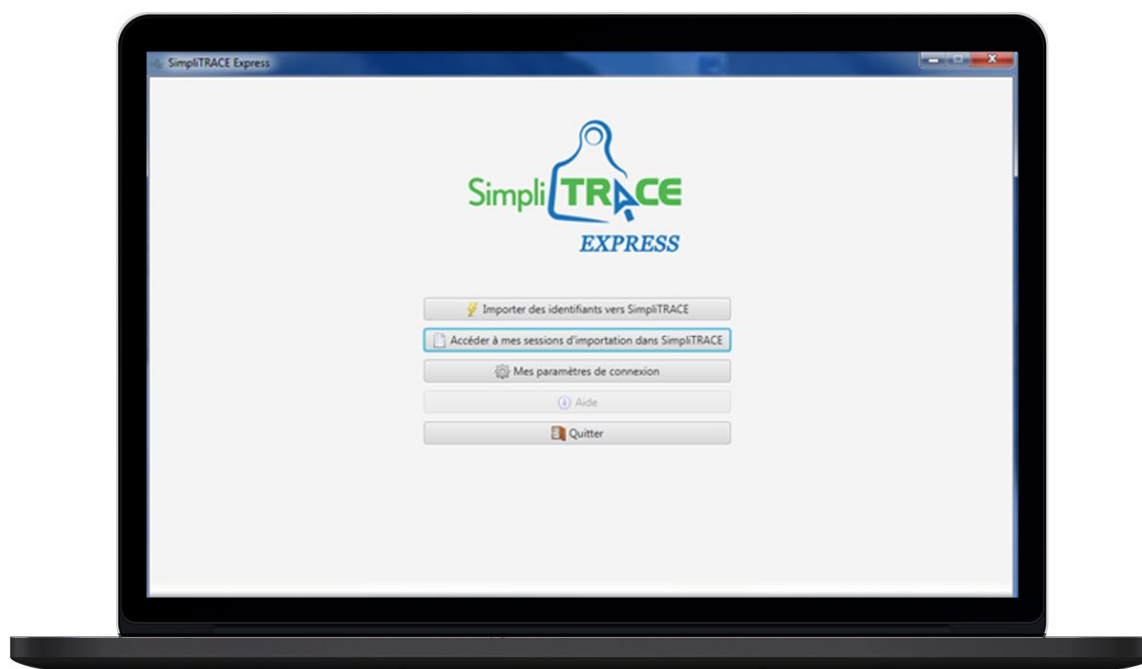 SimpliTRACE Express
Simpli TRACE
EXPRESS
Importer des identifiants vers SimpliTRACE
Accéder à mes sessions d'importation dans SimpliTRACE
Mes paramètres de connexion
Aide
Quitter